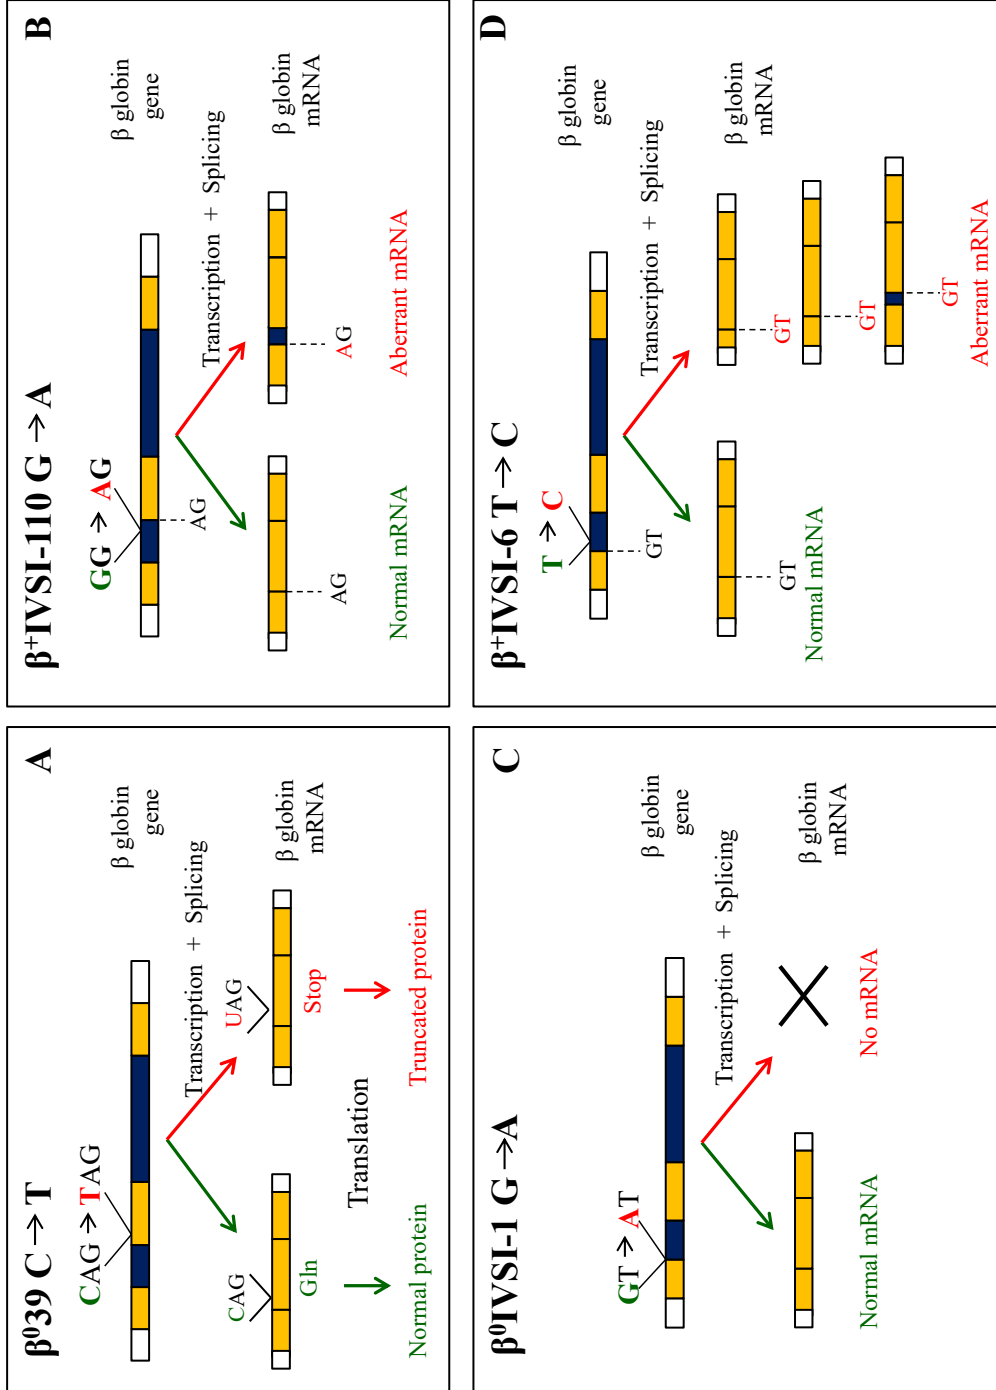 A
β⁰39 C → T
CAG → TAG
β globin
gene
Transcription + Splicing
CAG
UAG
β globin
mRNA
Gln
Stop
Translation
Normal protein
Truncated protein
B
β⁺IVSI-110 G → A
GG → AG
β globin
gene
AG
Transcription + Splicing
β globin
mRNA
AG
AG
Normal mRNA
Aberrant mRNA
C
β⁰IVSI-1 G → A
GT → AT
β globin
gene
Transcription + Splicing
β globin
mRNA
Normal mRNA
No mRNA
D
β⁺IVSI-6 T → C
T → C
β globin
gene
GT
Transcription + Splicing
β globin
mRNA
GT
GT
GT
GT
Normal mRNA
Aberrant mRNA